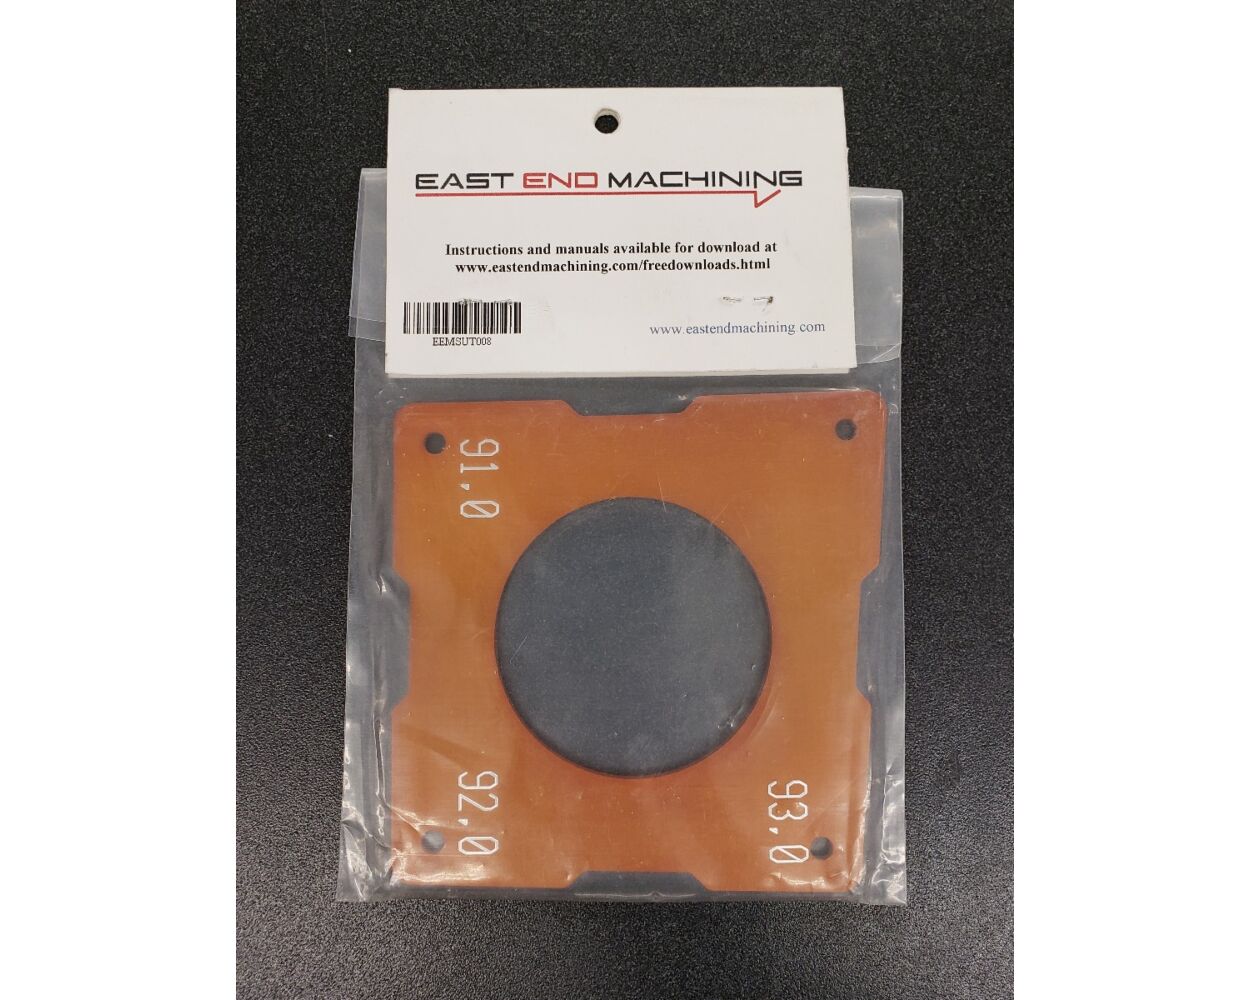 EAST END MACHINING
Instructions and manuals available for download at
www.eastendmachining.com/freedownloads.html
EEMSUT008
www.eastendmachining.com
91.0
92.0
93.0